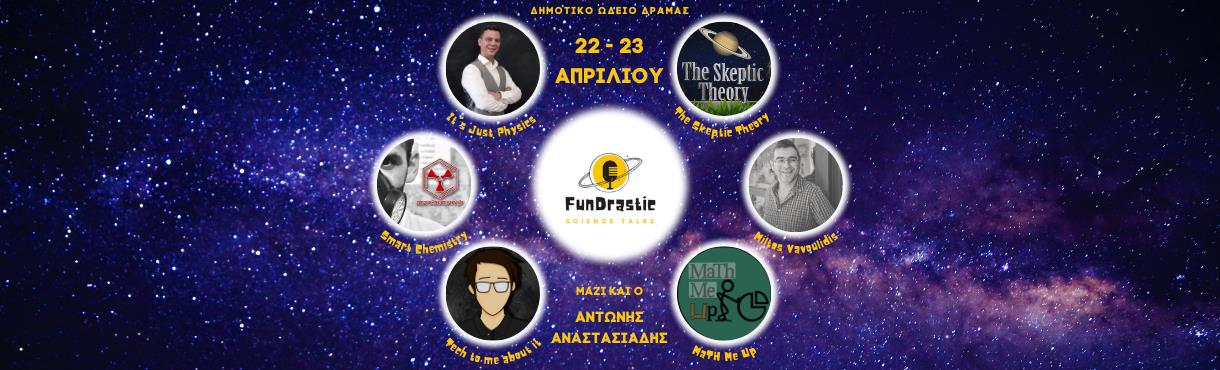 ΔΗΜΟΤΙΚΟ ΩΔΕΙΟ ΔΡΑΜΑΣ
22 - 23
ΑΠΡΙΛΙΟΥ
It's Just Physics
The Skeptic
Theory
The Skeptic Theory
Smart Chemistry
FunDrastic
SCIENCE TALKS
Miltos Vavoulidis
Tech to me about it
ΜΑΖΙ ΚΑΙ Ο
ΑΝΤΩΝΗΣ
ΑΝΑΣΤΑΣΙΑΔΗΣ
MaTh
Me
Up
MaTH Me Up